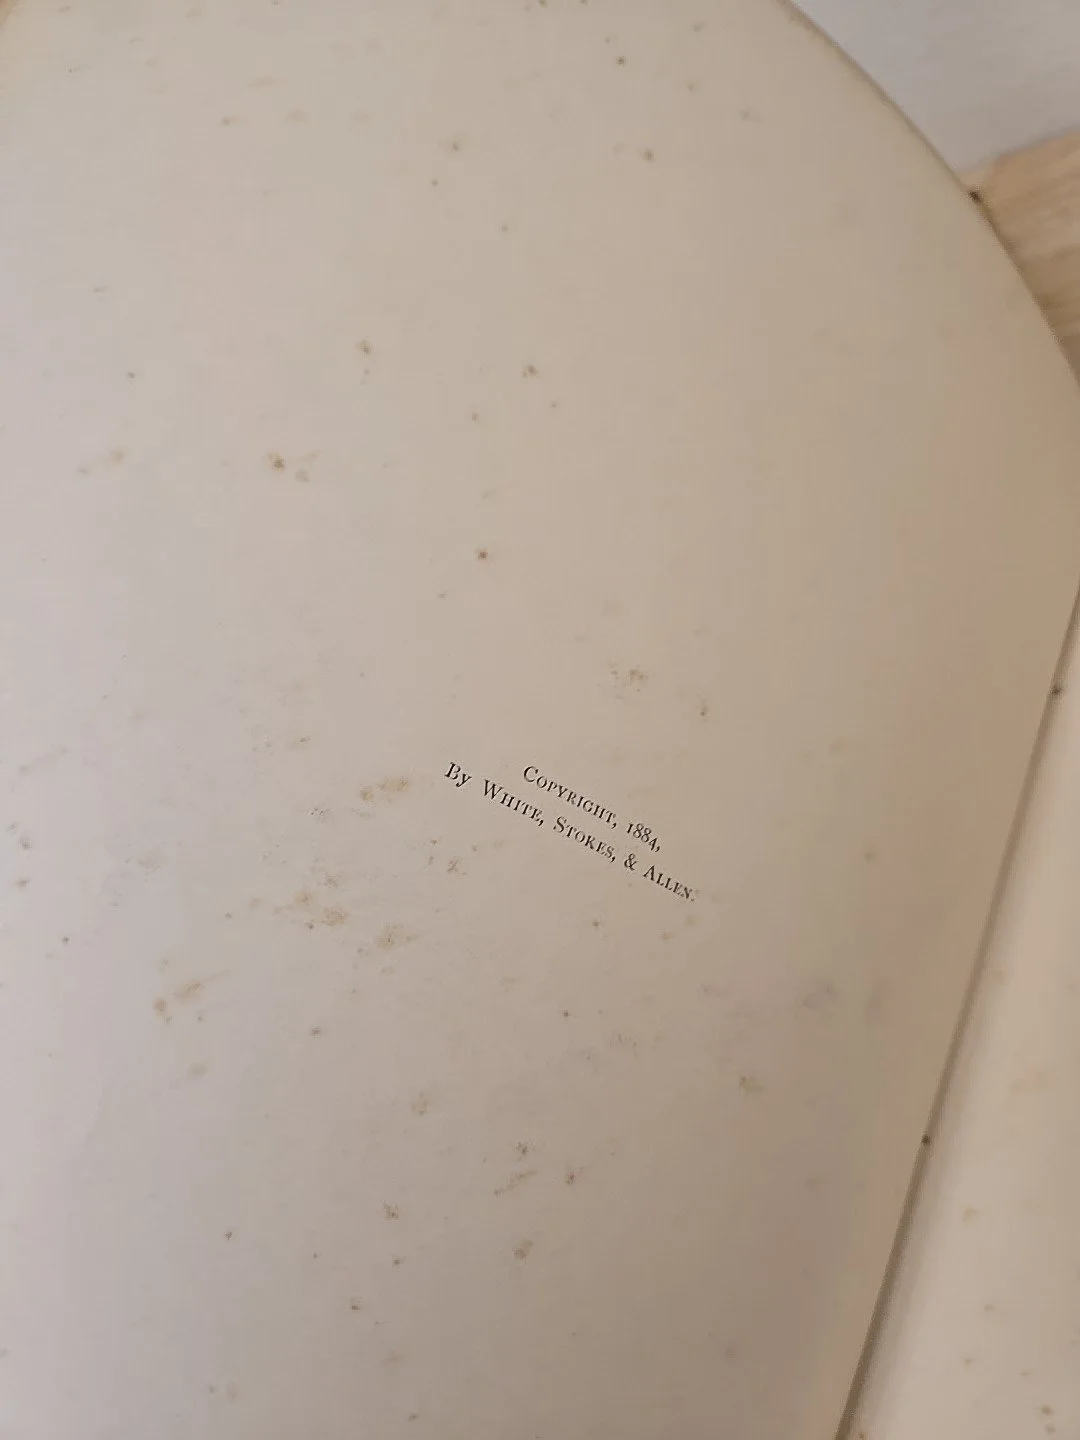 Copyright, 1884,
By White, Stokes, & Allen.